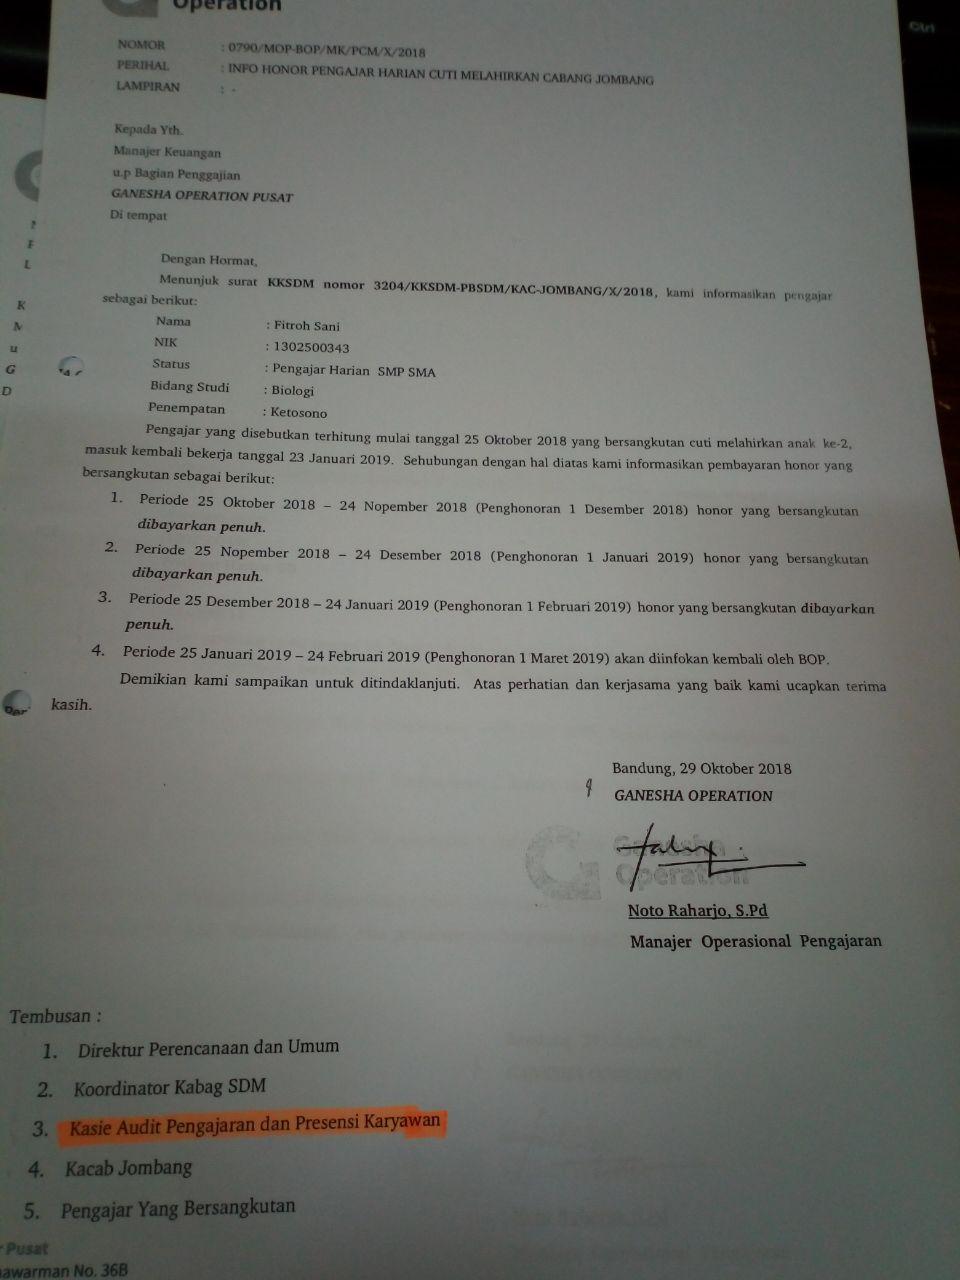 Operation
NOMOR : 0790/MOP-BOP/MK/PCM/X/2018
PERIHAL : INFO HONOR PENGAJAR HARIAN CUTI MELAHIRKAN CABANG JOMBANG
LAMPIRAN : -
Kepada Yth.
Manajer Keuangan
u.p Bagian Penggajian
GANESHA OPERATION PUSAT
Di tempat
Dengan Hormat,
Menunjuk surat KKSDM nomor 3204/KKSDM-PBSDM/KAC-JOMBANG/X/2018, kami informasikan pengajar
sebagai berikut:
Nama : Fitroh Sani
NIK : 1302500343
Status : Pengajar Harian SMP SMA
Bidang Studi : Biologi
Penempatan : Ketosono
Pengajar yang disebutkan terhitung mulai tanggal 25 Oktober 2018 yang bersangkutan cuti melahirkan anak ke-2,
masuk kembali bekerja tanggal 23 Januari 2019. Sehubungan dengan hal diatas kami informasikan pembayaran honor yang
bersangkutan sebagai berikut:
1. Periode 25 Oktober 2018 – 24 Nopember 2018 (Penghonoran 1 Desember 2018) honor yang bersangkutan
dibayarkan penuh.
2. Periode 25 Nopember 2018 – 24 Desember 2018 (Penghonoran 1 Januari 2019) honor yang bersangkutan
dibayarkan penuh.
3. Periode 25 Desember 2018 – 24 Januari 2019 (Penghonoran 1 Februari 2019) honor yang bersangkutan dibayarkan
penuh.
4. Periode 25 Januari 2019 – 24 Februari 2019 (Penghonoran 1 Maret 2019) akan diinfokan kembali oleh BOP.
Demikian kami sampaikan untuk ditindaklanjuti. Atas perhatian dan kerjasama yang baik kami ucapkan terima
kasih.
Bandung, 29 Oktober 2018
GANESHA OPERATION
Ganesha
Operation
Noto Raharjo, S.Pd
Manajer Operasional Pengajaran
Tembusan :
1. Direktur Perencanaan dan Umum
2. Koordinator Kabag SDM
3. Kasie Audit Pengajaran dan Presensi Karyawan
4. Kacab Jombang
5. Pengajar Yang Bersangkutan
Pusat
awarman No. 36B
Ctrl